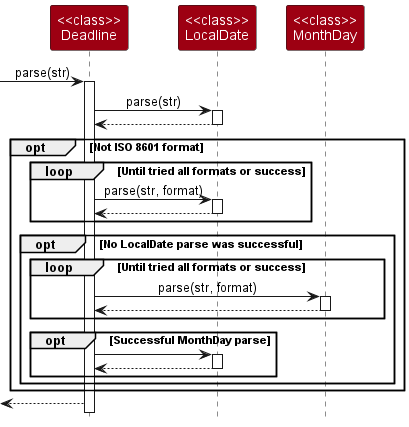 <<class>> <<class>> <<class>>
Deadline LocalDate MonthDay
parse(str)
parse(str)
opt [Not ISO 8601 format]
loop [Until tried all formats or success]
parse(str, format)
opt [No LocalDate parse was successful]
loop [Until tried all formats or success]
parse(str, format)
opt [Successful MonthDay parse]